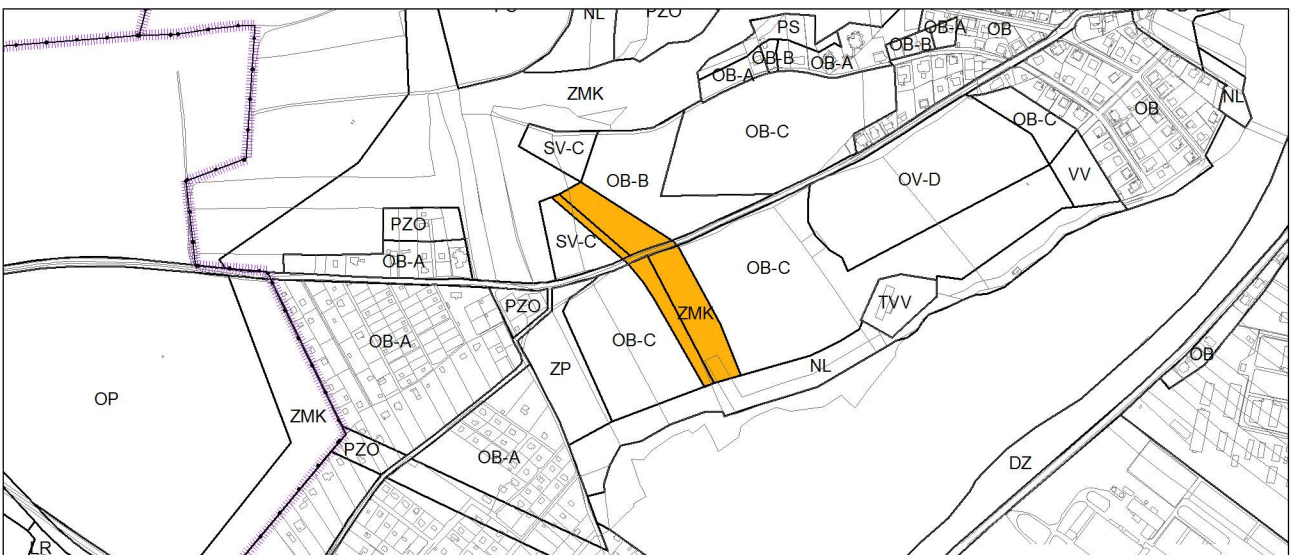 NL
PZO
PS
OB-A
OB
OB-B
OB-B
OB-A
OB-A
ZMK
NL
OB
OB-C
OB-C
SV-C
OB-B
OV-D
VV
PZO
SV-C
OB-A
OB-C
PZO
TVV
ZMK
OB-A
OB-C
OB
ZP
NL
OP
ZMK
PZO
OB-A
DZ
LR